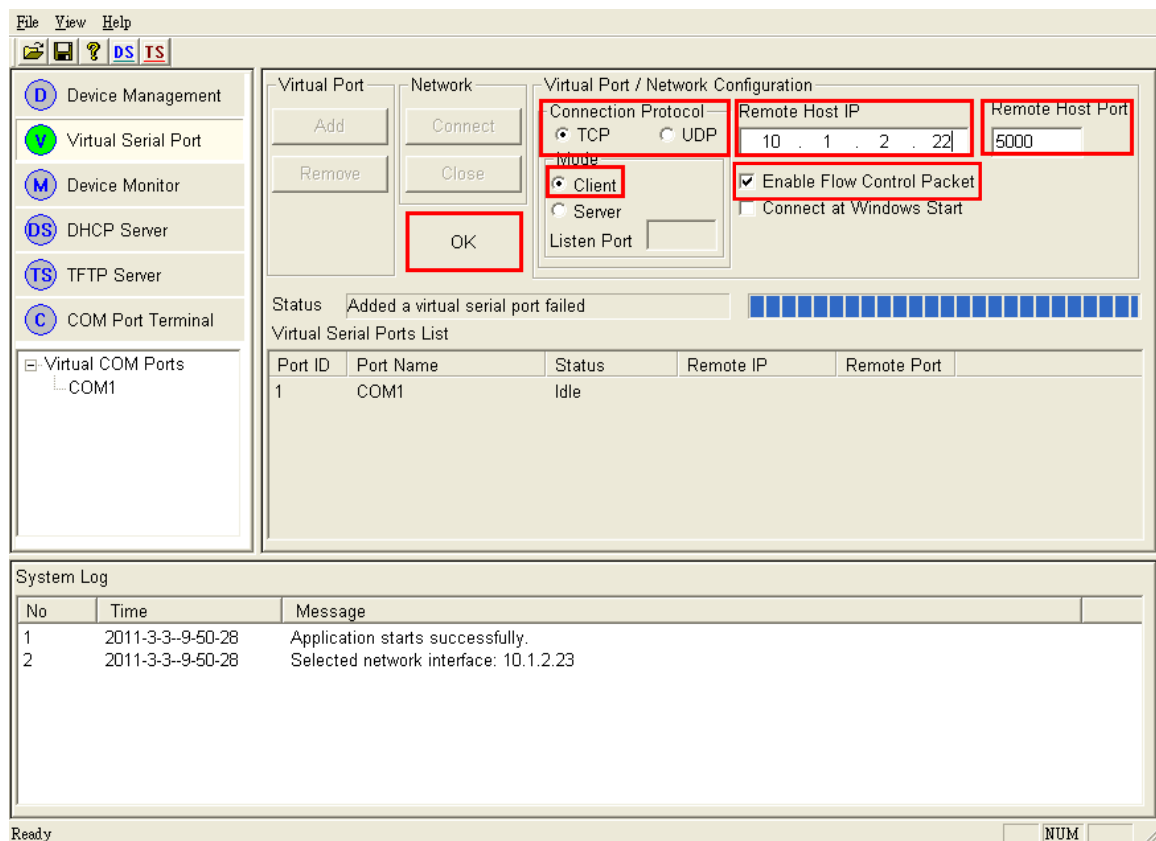 File View Help
DS TS
D Device Management
V Virtual Serial Port
M Device Monitor
DS DHCP Server
TS TFTP Server
C COM Port Terminal
Virtual COM Ports
COM1
Virtual Port
Add
Remove
Network
Connect
Close
OK
Virtual Port / Network Configuration
Connection Protocol
TCP UDP
Mode
Client
Server
Listen Port
Remote Host IP
10 . 1 . 2 . 22
Remote Host Port
5000
Enable Flow Control Packet
Connect at Windows Start
Status Added a virtual serial port failed
Virtual Serial Ports List
Port ID Port Name Status Remote IP Remote Port
1 COM1 Idle
System Log
No Time Message
1 2011-3-3--9-50-28 Application starts successfully.
2 2011-3-3--9-50-28 Selected network interface: 10.1.2.23
Ready NUM